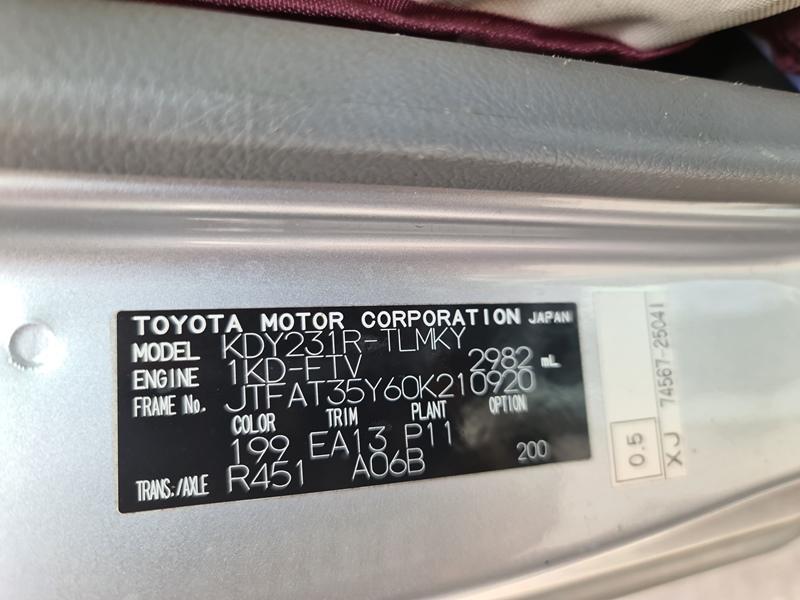 TOYOTA MOTOR CORPORATION JAPAN
MODEL KDY231R-TLMKY
ENGINE 1KD-FTV 2982 mL
FRAME No. JTFAT35Y60K210920
COLOR TRIM PLANT OPTION
199 EA13 P11
TRANS./AXLE R451 A06B 200
0.5
XJ 74567-25041